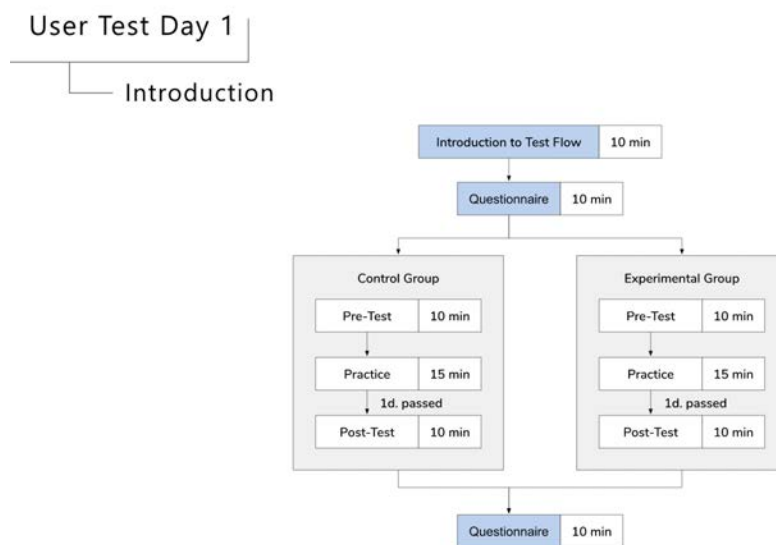 User Test Day 1
Introduction
Introduction to Test Flow 10 min
Questionnaire 10 min
Control Group
Pre-Test 10 min
Practice 15 min
1d. passed
Post-Test 10 min
Experimental Group
Pre-Test 10 min
Practice 15 min
1d. passed
Post-Test 10 min
Questionnaire 10 min